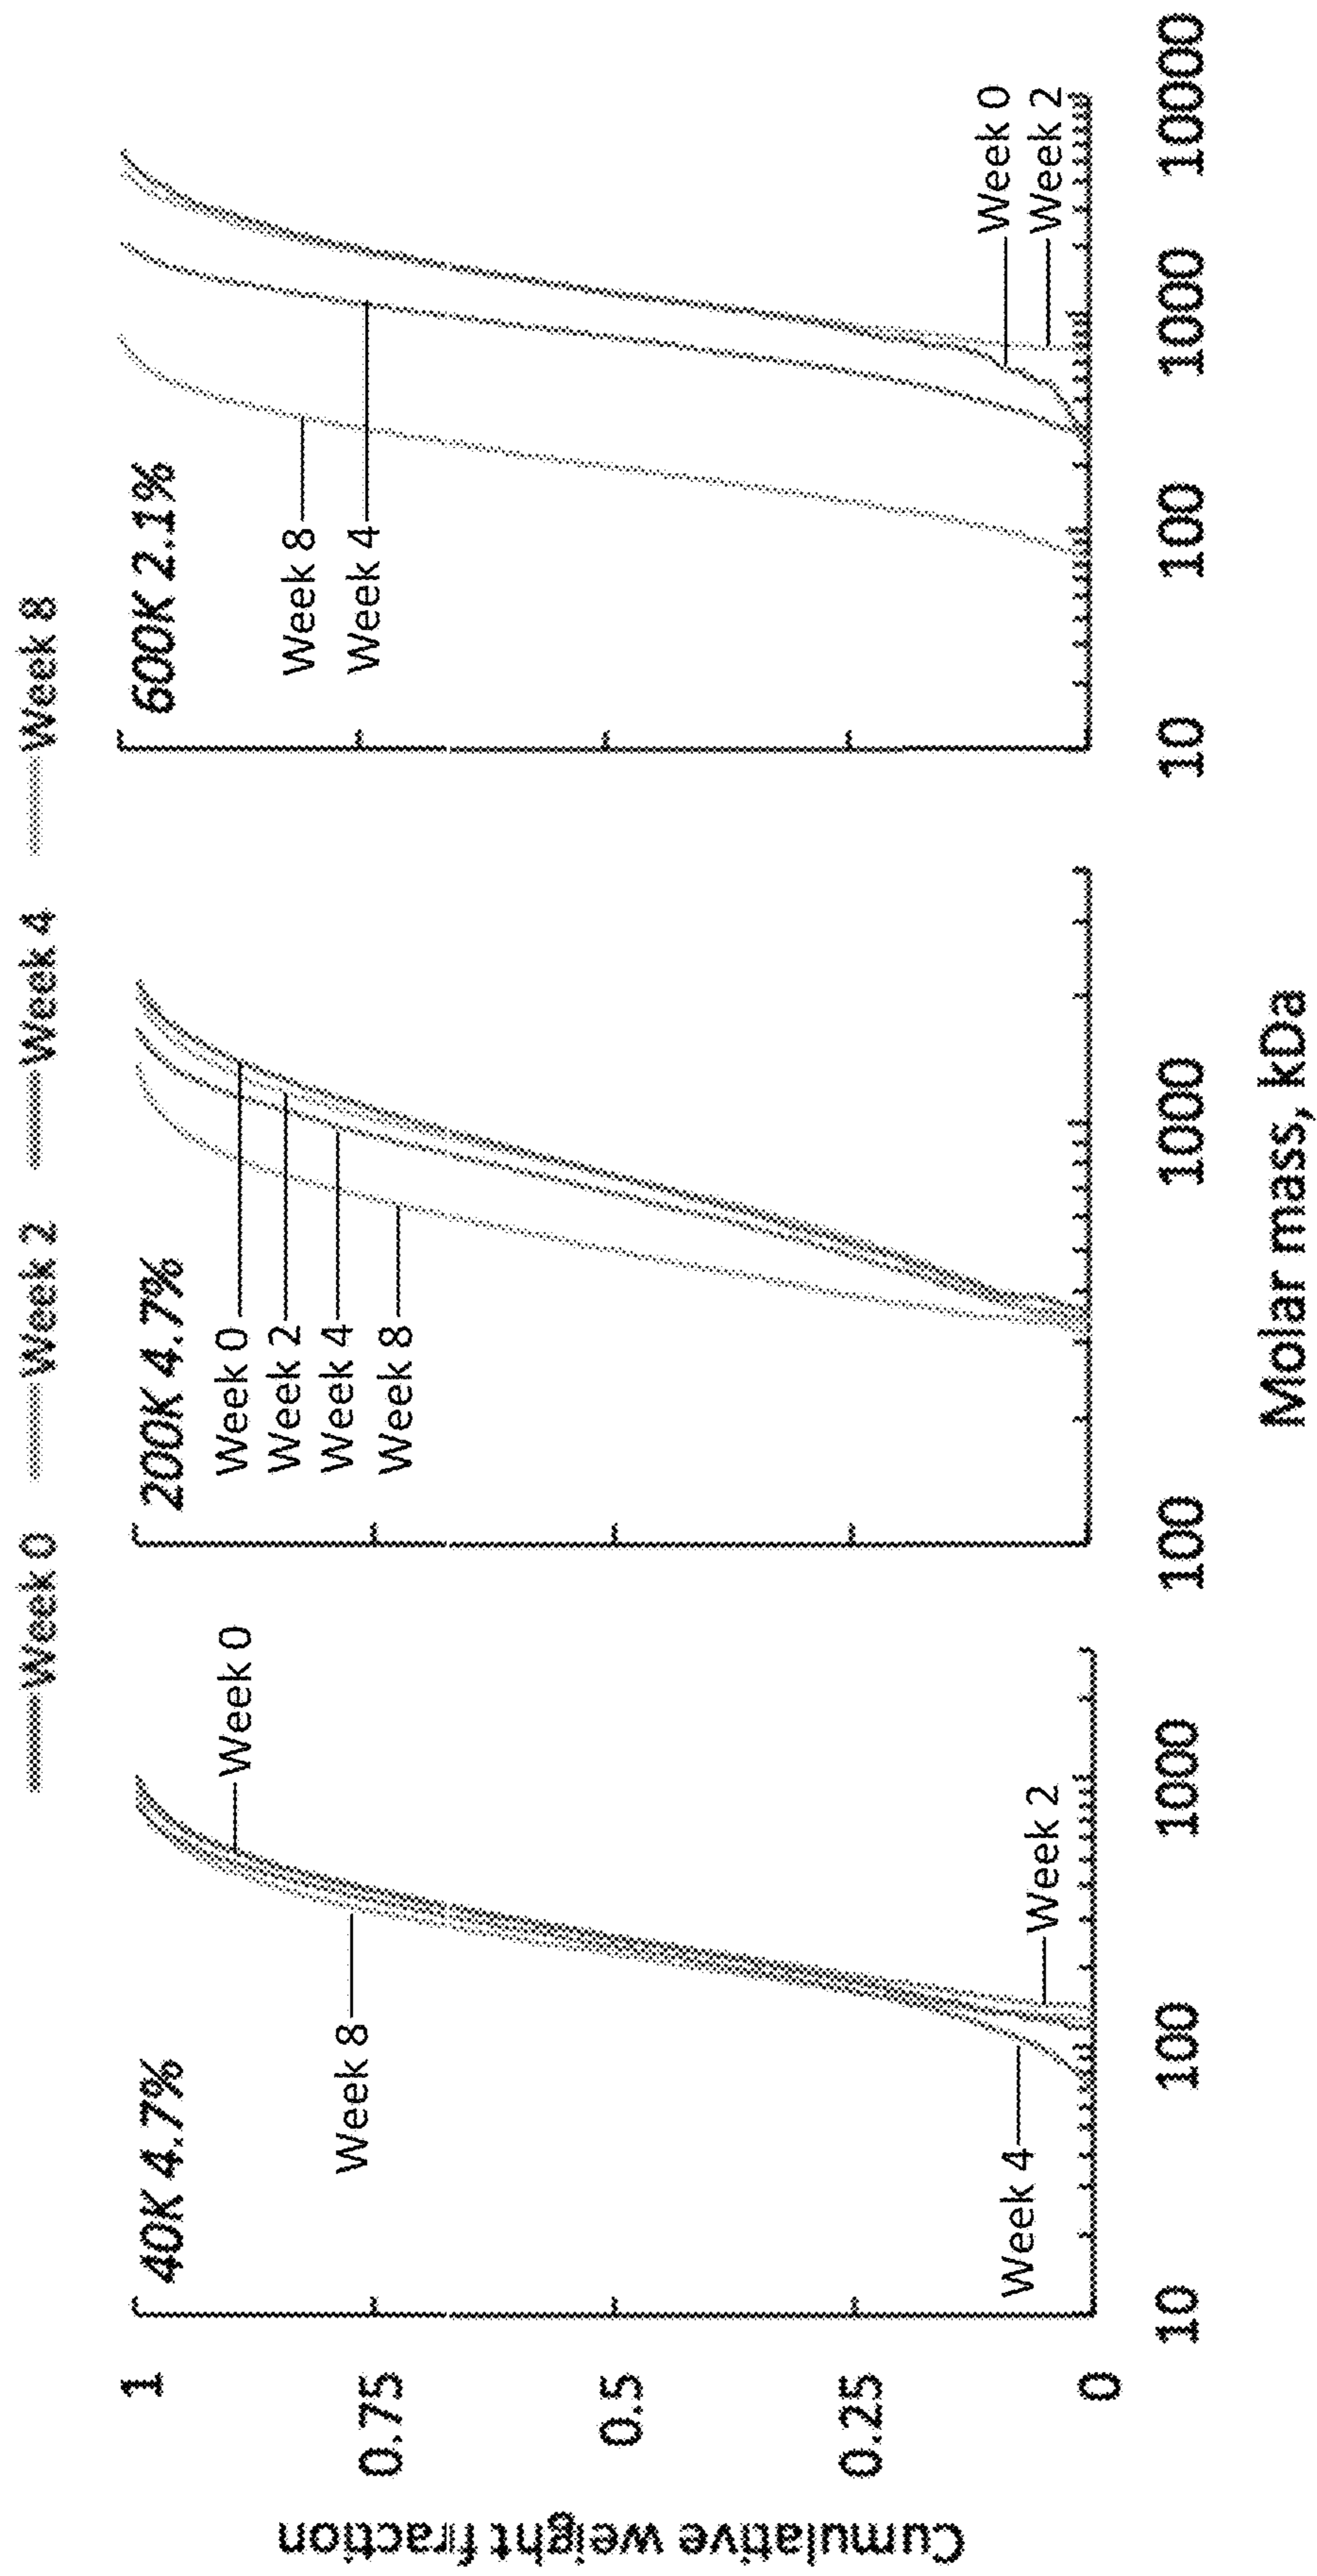 Week 0 Week 2 Week 4 Week 8
40K 4.7%
Week 0
Week 8
Week 2
Week 4
200K 4.7%
Week 0
Week 2
Week 4
Week 8
600K 2.1%
Week 8
Week 4
Week 0
Week 2
Cumulative weight fraction
1
0.75
0.5
0.25
0
10 100 1000
100 1000
10 100 1000 10000
Molar mass, kDa